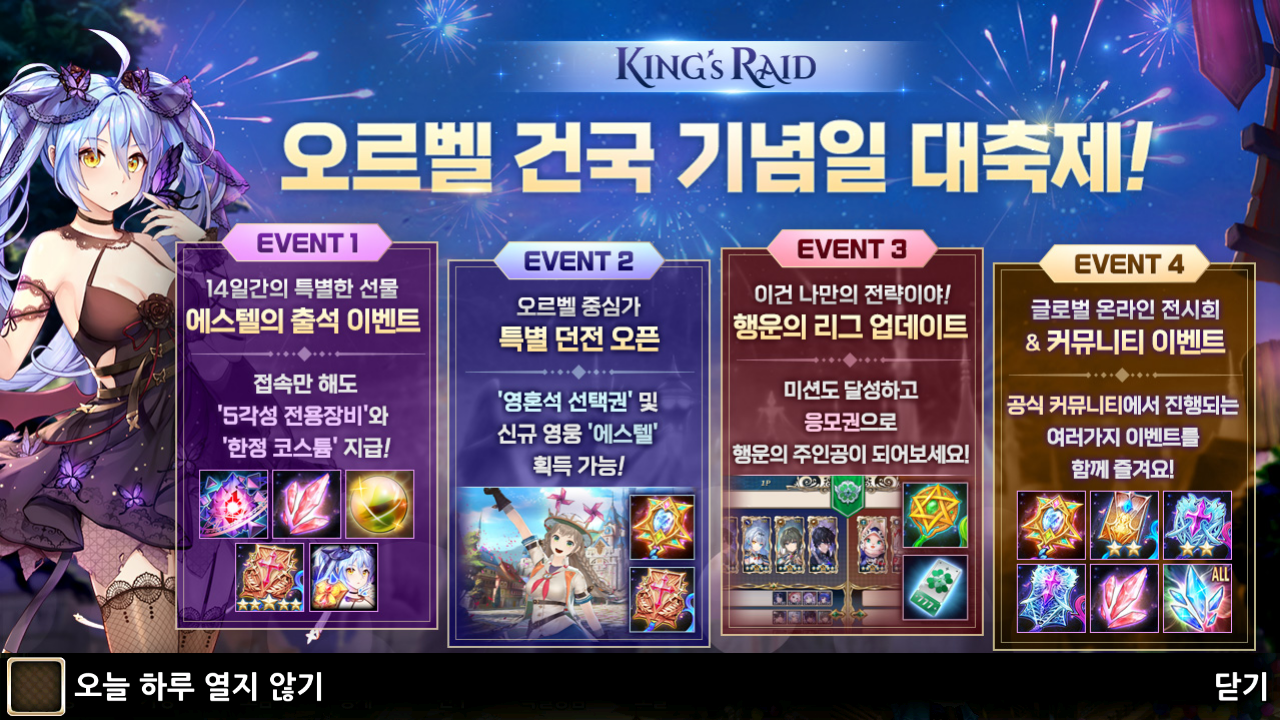 KING'S RAID
오르벨 건국 기념일 대축제!
EVENT 1
14일간의 특별한 선물
에스텔의 출석 이벤트
접속만 해도
'5각성 전용장비'와
'한정 코스튬' 지급!
EVENT 2
오르벨 중심가
특별 던전 오픈
'영혼석 선택권' 및
신규 영웅 '에스텔'
획득 가능!
EVENT 3
이건 나만의 전략이야!
행운의 리그 업데이트
미션도 달성하고
응모권으로
행운의 주인공이 되어보세요!
1P
777
EVENT 4
글로벌 온라인 전시회
& 커뮤니티 이벤트
공식 커뮤니티에서 진행되는
여러가지 이벤트를
함께 즐겨요!
ALL
오늘 하루 열지 않기
닫기